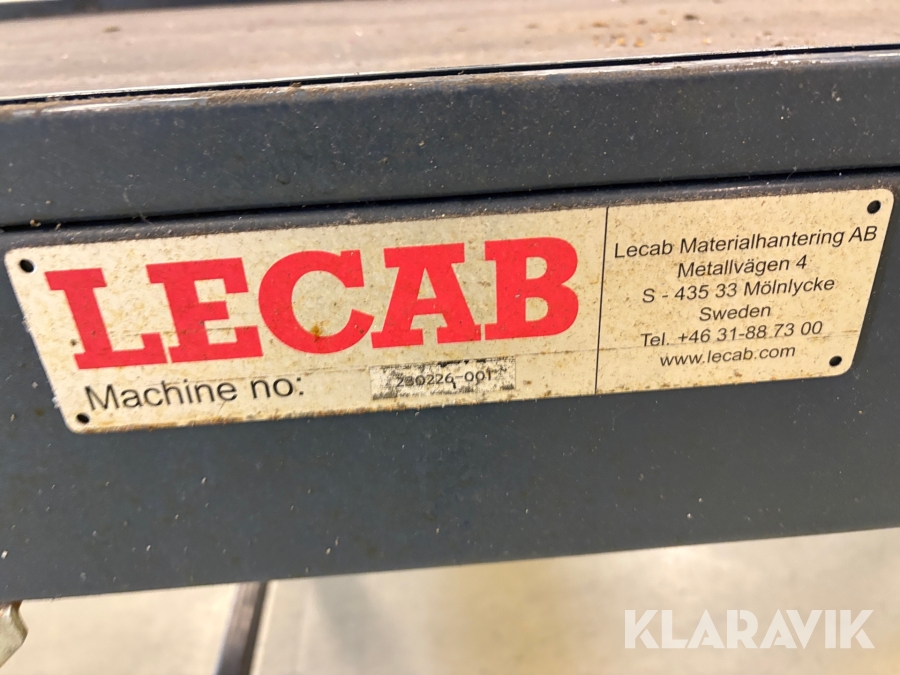 LECAB
Machine no: 230226-001
Lecab Materialhantering AB
Metallvägen 4
S - 435 33 Mölnlycke
Sweden
Tel. +46 31-88 73 00
www.lecab.com
KLARAVIK